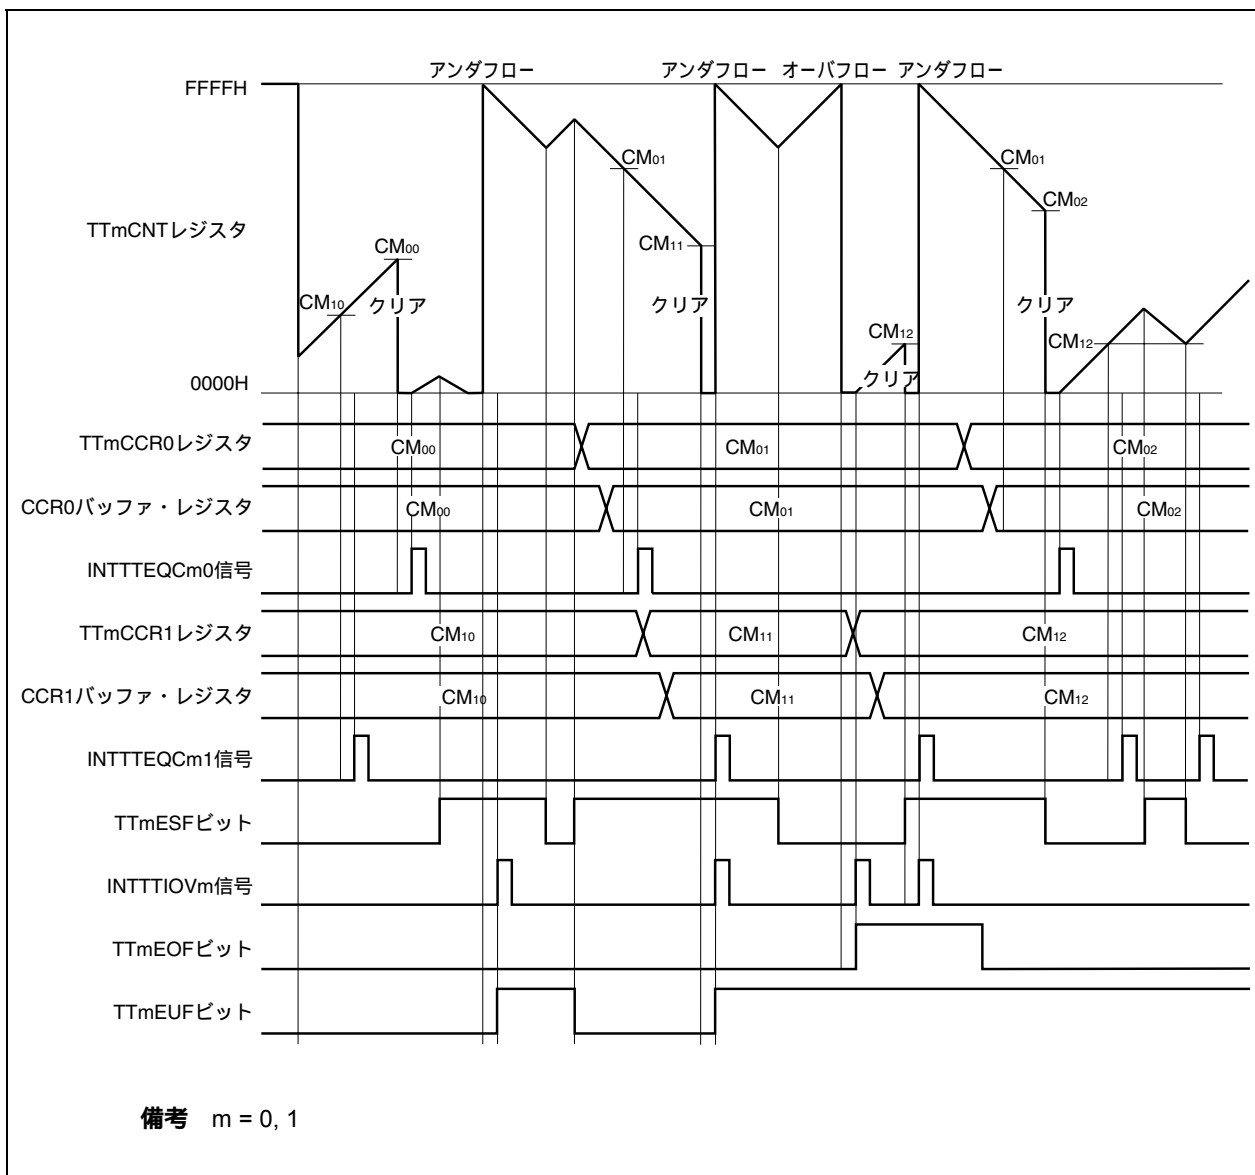 アンダフロー アンダフロー オーバフロー アンダフロー
FFFFH
CM01 CM01
CM02
TTmCNTレジスタ
CM00 CM11
CM10 クリア クリア クリア
CM12 CM12
クリア
0000H
TTmCCR0レジスタ CM00 CM01 CM02
CCR0バッファ・レジスタ CM00 CM01 CM02
INTTTEQCm0信号
TTmCCR1レジスタ CM10 CM11 CM12
CCR1バッファ・レジスタ CM10 CM11 CM12
INTTTEQCm1信号
TTmESFビット
INTTTIOVm信号
TTmEOFビット
TTmEUFビット
備考 m = 0, 1